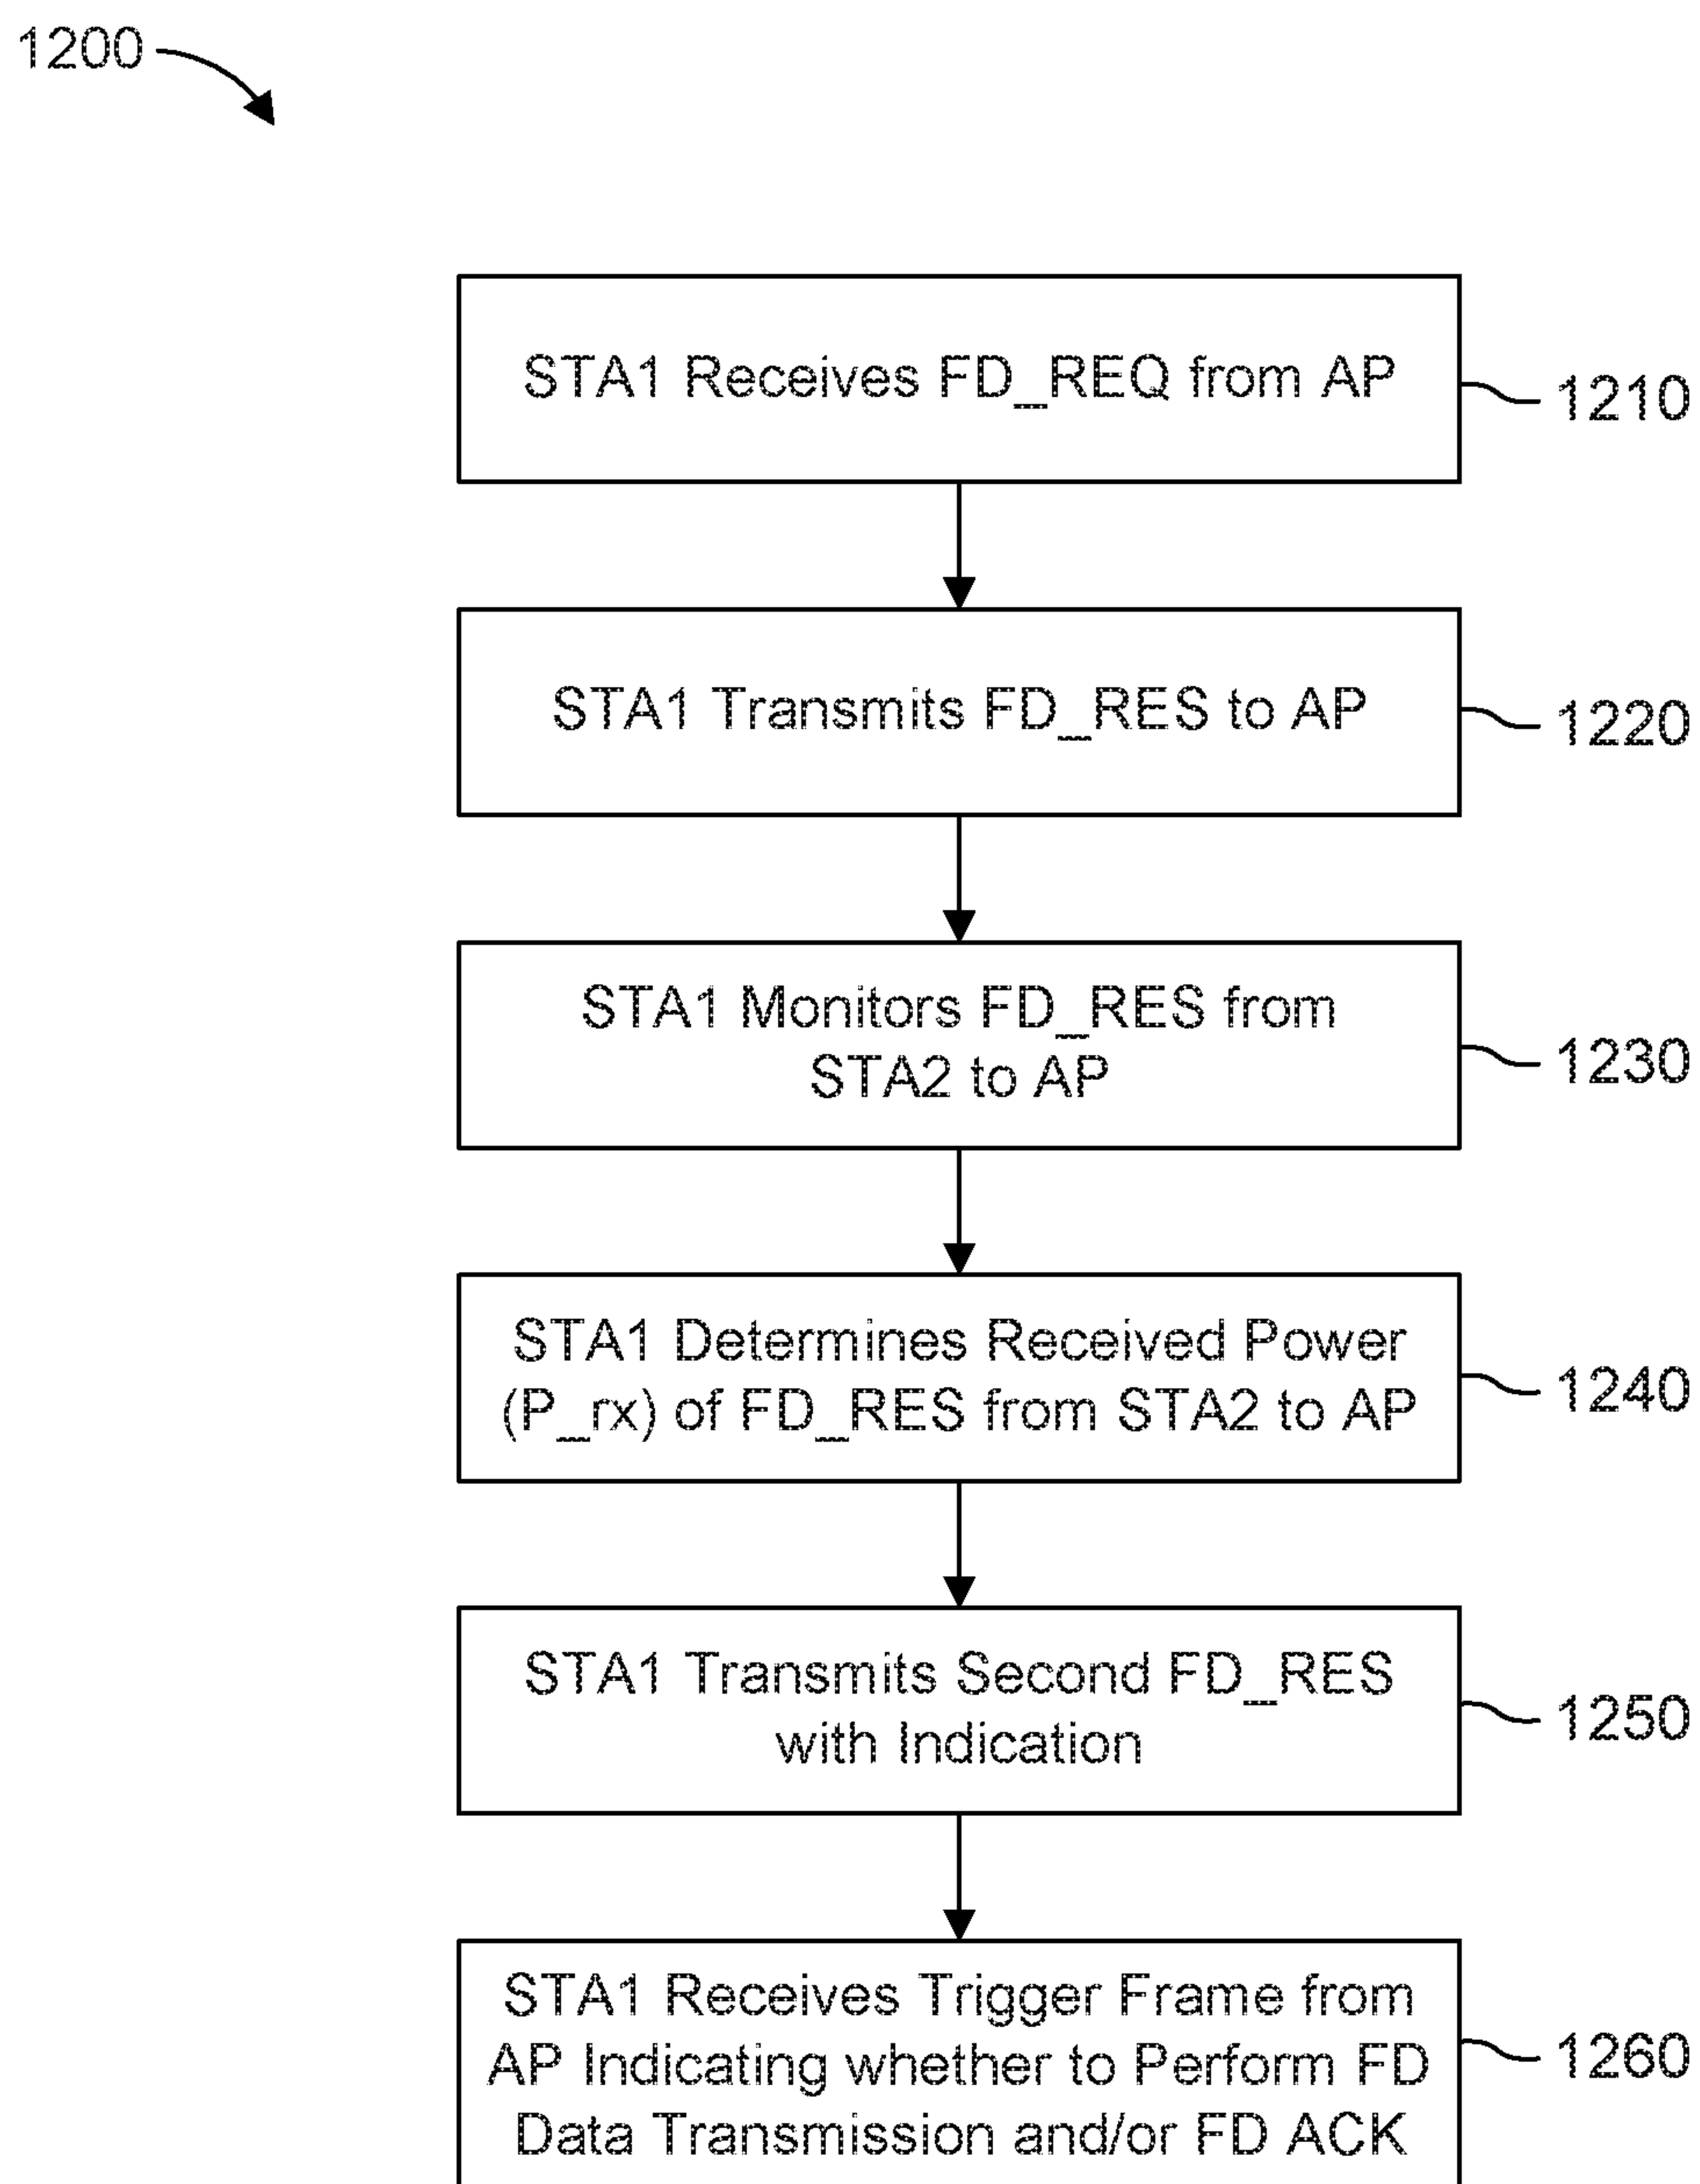 1200
STA1 Receives FD_REQ from AP
1210
STA1 Transmits FD_RES to AP
1220
STA1 Monitors FD_RES from
STA2 to AP
1230
STA1 Determines Received Power
(P_rx) of FD_RES from STA2 to AP
1240
STA1 Transmits Second FD_RES
with Indication
1250
STA1 Receives Trigger Frame from
AP Indicating whether to Perform FD
Data Transmission and/or FD ACK
1260